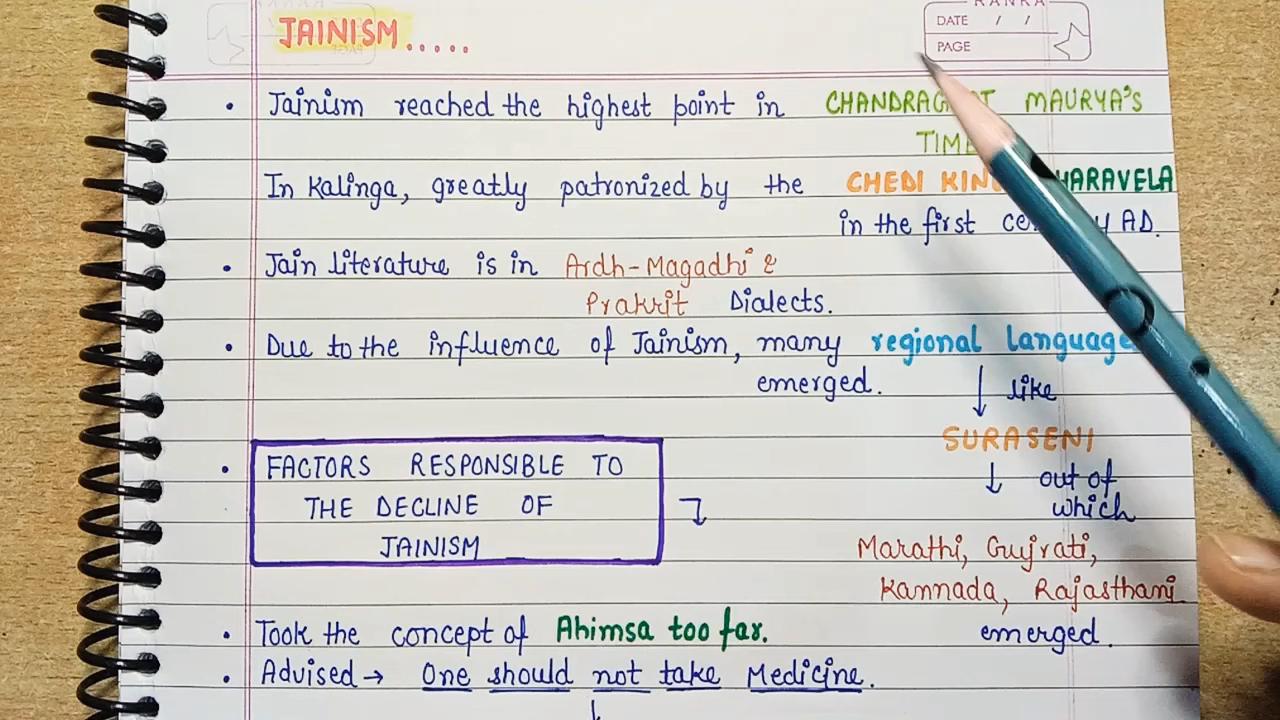 RANKA
JAINISM.....
DATE / /
PAGE
• Jainism reached the highest point in CHANDRAG T MAURYA's
TIM
In Kalinga, greatly patronized by the CHEDI KIN HARAVELA
in the first ce y AD.
• Jain literature is in Ardh-Magadhi &
Prakrit Dialects.
• Due to the influence of Jainism, many regional language
emerged.
↓ like
SURASENI
↓ out of
which
Marathi, Gujrati,
Kannada, Rajasthani
emerged.
• FACTORS RESPONSIBLE TO
THE DECLINE OF
JAINISM
• Took the concept of Ahimsa too far.
• Advised → One should not take Medicine.